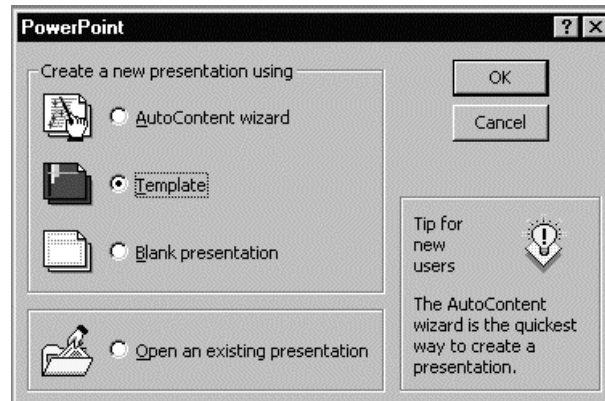 PowerPoint
Create a new presentation using
AutoContent wizard
Template
Blank presentation
Open an existing presentation
OK
Cancel
Tip for
new
users
The AutoContent
wizard is the quickest
way to create a
presentation.